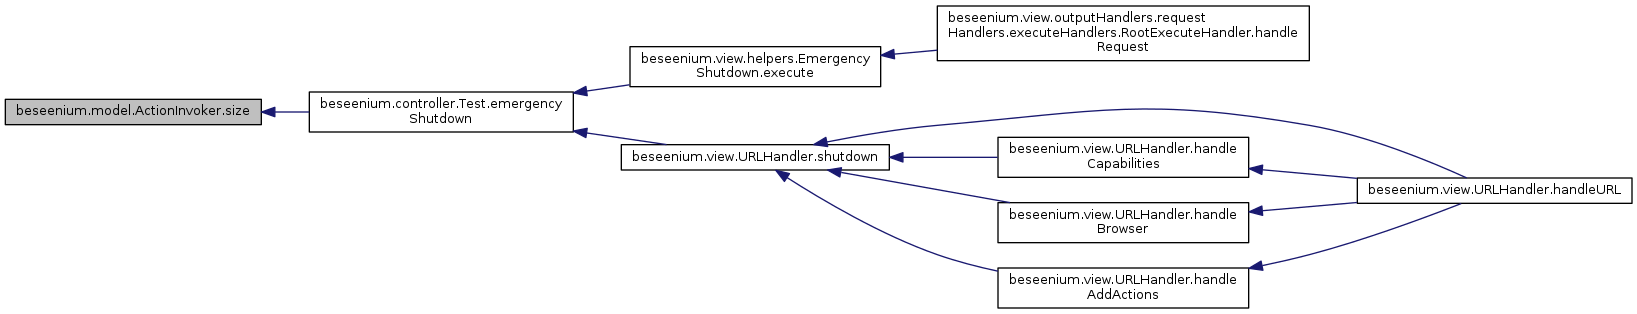 beseenium.model.ActionInvoker.size
beseenium.controller.Test.emergency
Shutdown
beseenium.view.helpers.Emergency
Shutdown.execute
beseenium.view.outputHandlers.request
Handlers.executeHandlers.RootExecuteHandler.handle
Request
beseenium.view.URLHandler.shutdown
beseenium.view.URLHandler.handle
Capabilities
beseenium.view.URLHandler.handle
Browser
beseenium.view.URLHandler.handle
AddActions
beseenium.view.URLHandler.handleURL